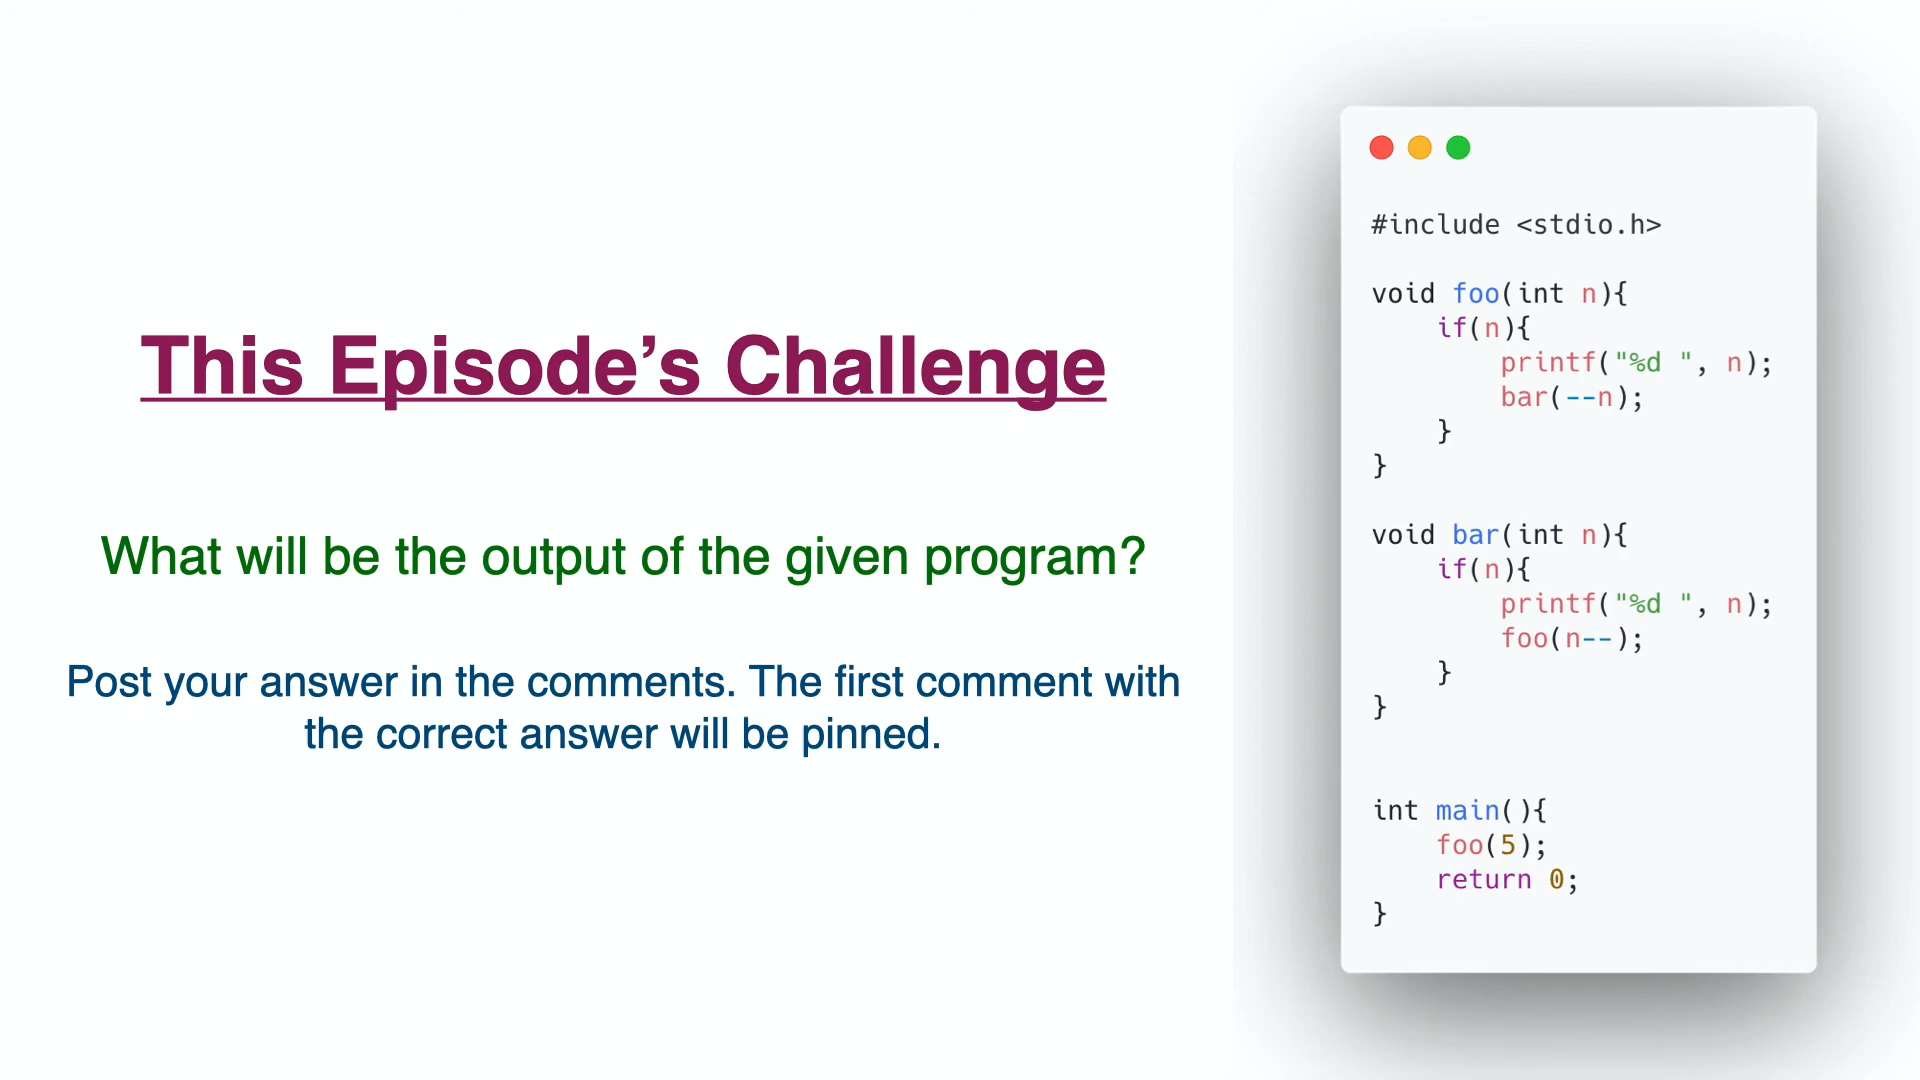 This Episode’s Challenge
What will be the output of the given program?
Post your answer in the comments. The first comment with
the correct answer will be pinned.
#include <stdio.h>
void foo(int n){
    if(n){
        printf("%d ", n);
        bar(--n);
    }
}
void bar(int n){
    if(n){
        printf("%d ", n);
        foo(n--);
    }
}
int main(){
    foo(5);
    return 0;
}